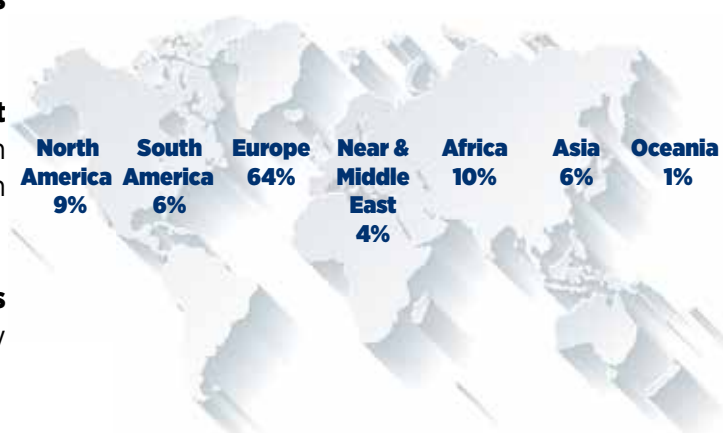 s
t
n
n
s
y
North
America
9%
South
America
6%
Europe
64%
Near &
Middle
East
4%
Africa
10%
Asia
6%
Oceania
1%